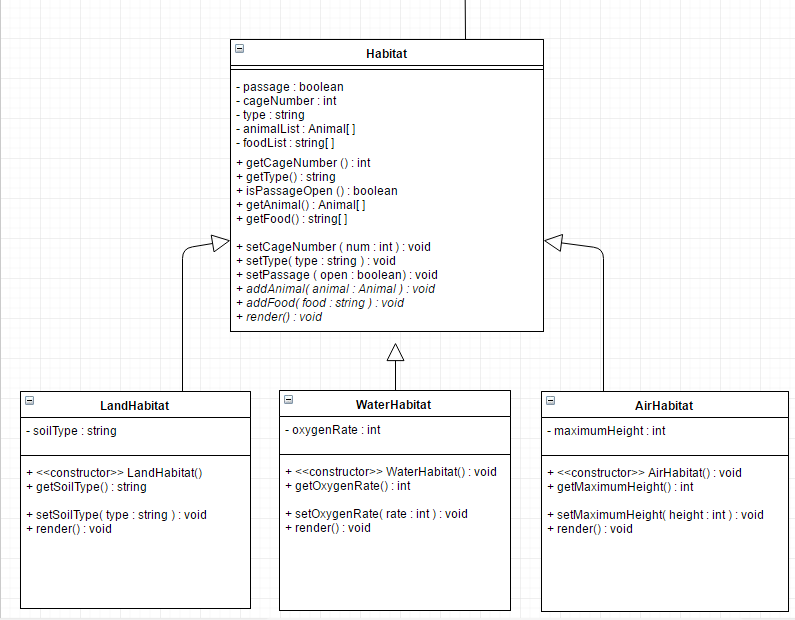 Habitat
- passage : boolean
- cageNumber : int
- type : string
- animalList : Animal[ ]
- foodList : string[ ]
+ getCageNumber () : int
+ getType() : string
+ isPassageOpen () : boolean
+ getAnimal() : Animal[ ]
+ getFood() : string[ ]
+ setCageNumber ( num : int ) : void
+ setType( type : string ) : void
+ setPassage ( open : boolean) : void
+ addAnimal( animal : Animal ) : void
+ addFood( food : string ) : void
+ render() : void
LandHabitat
- soilType : string
+ <<constructor>> LandHabitat()
+ getSoilType() : string
+ setSoilType( type : string ) : void
+ render() : void
WaterHabitat
- oxygenRate : int
+ <<constructor>> WaterHabitat() : void
+ getOxygenRate() : int
+ setOxygenRate( rate : int ) : void
+ render() : void
AirHabitat
- maximumHeight : int
+ <<constructor>> AirHabitat() : void
+ getMaximumHeight() : int
+ setMaximumHeight( height : int ) : void
+ render() : void